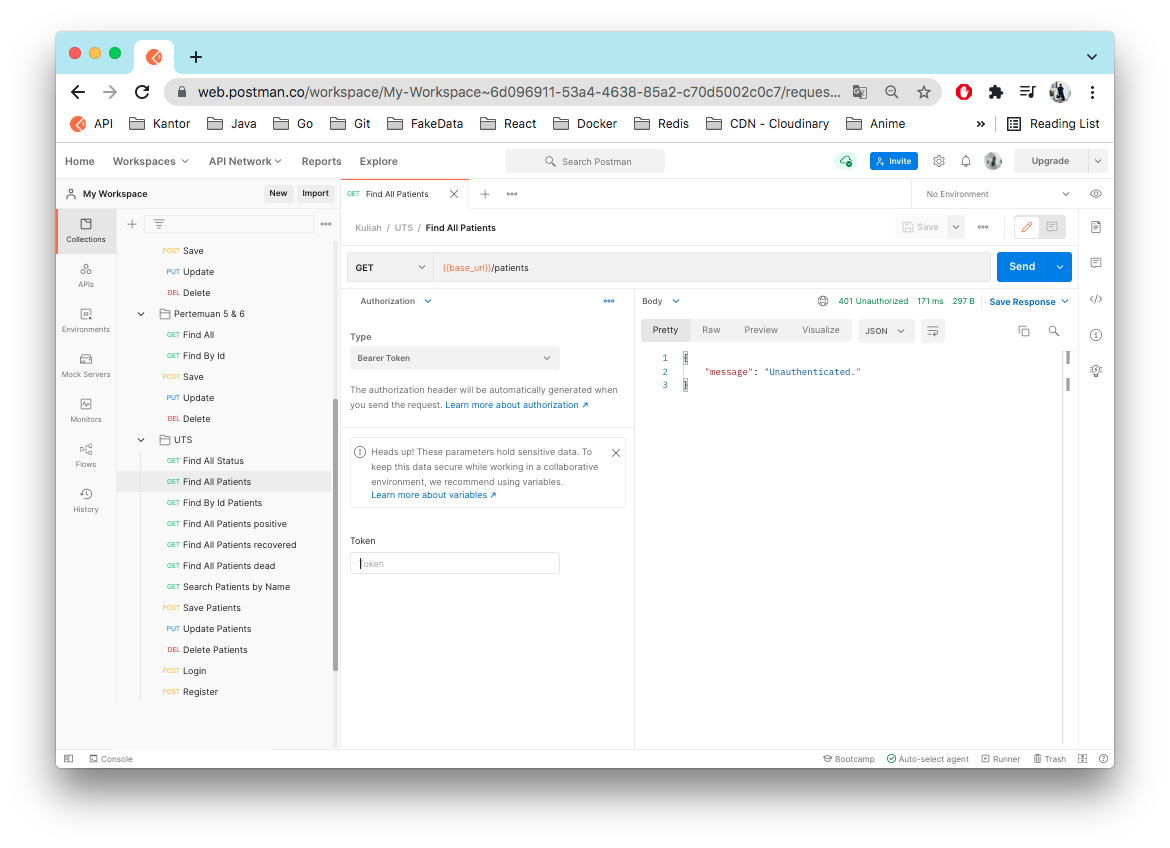 web.postman.co/workspace/My-Workspace~6d096911-53a4-4638-85a2-c70d5002c0c7/reques...
API Kantor Java Go Git FakeData React Docker Redis CDN - Cloudinary Anime » Reading List
Home Workspaces API Network Reports Explore Search Postman Invite Upgrade
My Workspace New Import
GET Find All Patients
No Environment
Collections
APIs
Environments
Mock Servers
Monitors
Flows
History
POST Save
PUT Update
DEL Delete
Pertemuan 5 & 6
GET Find All
GET Find By Id
POST Save
PUT Update
DEL Delete
UTS
GET Find All Status
GET Find All Patients
GET Find By Id Patients
GET Find All Patients positive
GET Find All Patients recovered
GET Find All Patients dead
GET Search Patients by Name
POST Save Patients
PUT Update Patients
DEL Delete Patients
POST Login
POST Register
Kuliah / UTS / Find All Patients
Save
GET {{base_url}}/patients Send
Authorization
Type
Bearer Token
The authorization header will be automatically generated when
you send the request. Learn more about authorization ↗
Heads up! These parameters hold sensitive data. To
keep this data secure while working in a collaborative
environment, we recommend using variables.
Learn more about variables ↗
Token
Token
Body 401 Unauthorized 171 ms 297 B Save Response
Pretty Raw Preview Visualize JSON
1 {
2 "message": "Unauthenticated."
3 }
Console Bootcamp Auto-select agent Runner Trash